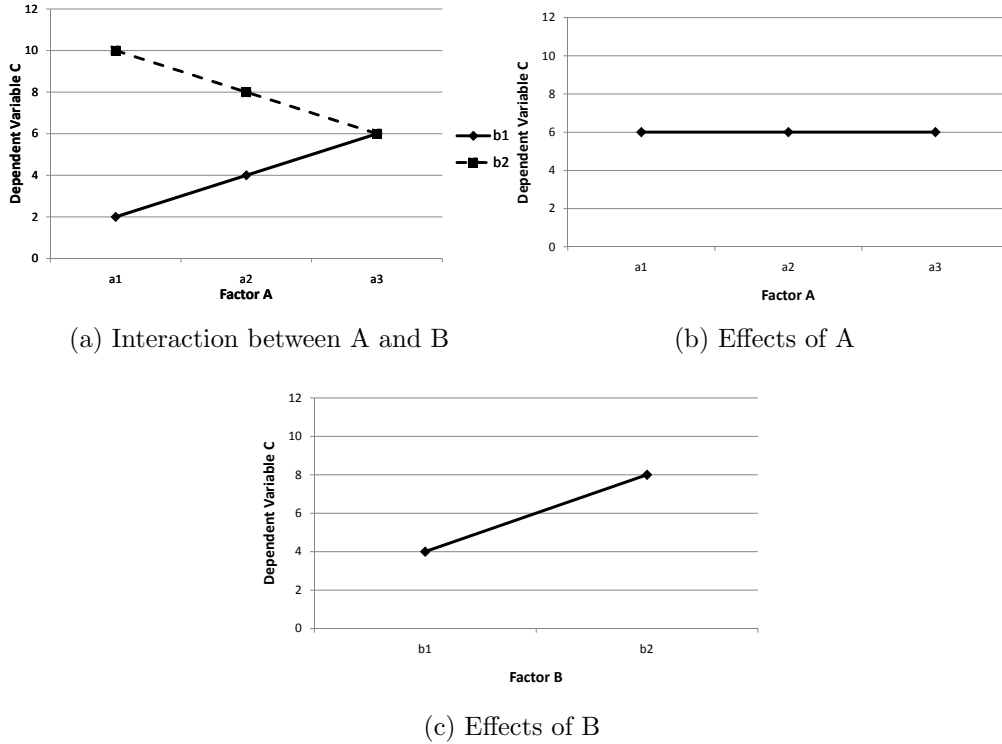 12
10
8
6
4
2
0
Dependent Variable C
a1 a2 a3
Factor A
b1
b2
(a) Interaction between A and B
12
10
8
6
4
2
0
Dependent Variable C
a1 a2 a3
Factor A
(b) Effects of A
12
10
8
6
4
2
0
Dependent Variable C
b1 b2
Factor B
(c) Effects of B